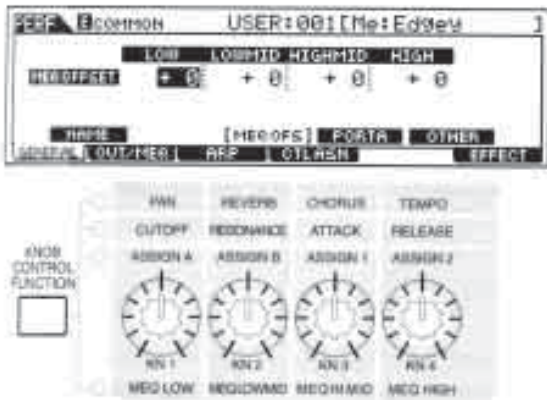 PERF E COMMON USER:001[Me:Edgey ]
LOW LOWMID HIGHMID HIGH
MEQ OFFSET + 0 + 0 + 0 + 0
NAME [MEQOFS] PORTA OTHER
GENERAL OUT/MEQ ARP CTLASN EFFECT
PAN REVERB CHORUS TEMPO
CUTOFF RESONANCE ATTACK RELEASE
KNOB CONTROL FUNCTION
ASSIGN A ASSIGN B ASSIGN 1 ASSIGN 2
KN 1 KN 2 KN 3 KN 4
MEQ LOW MEQ LOWMID MEQ HI MID MEQ HIGH